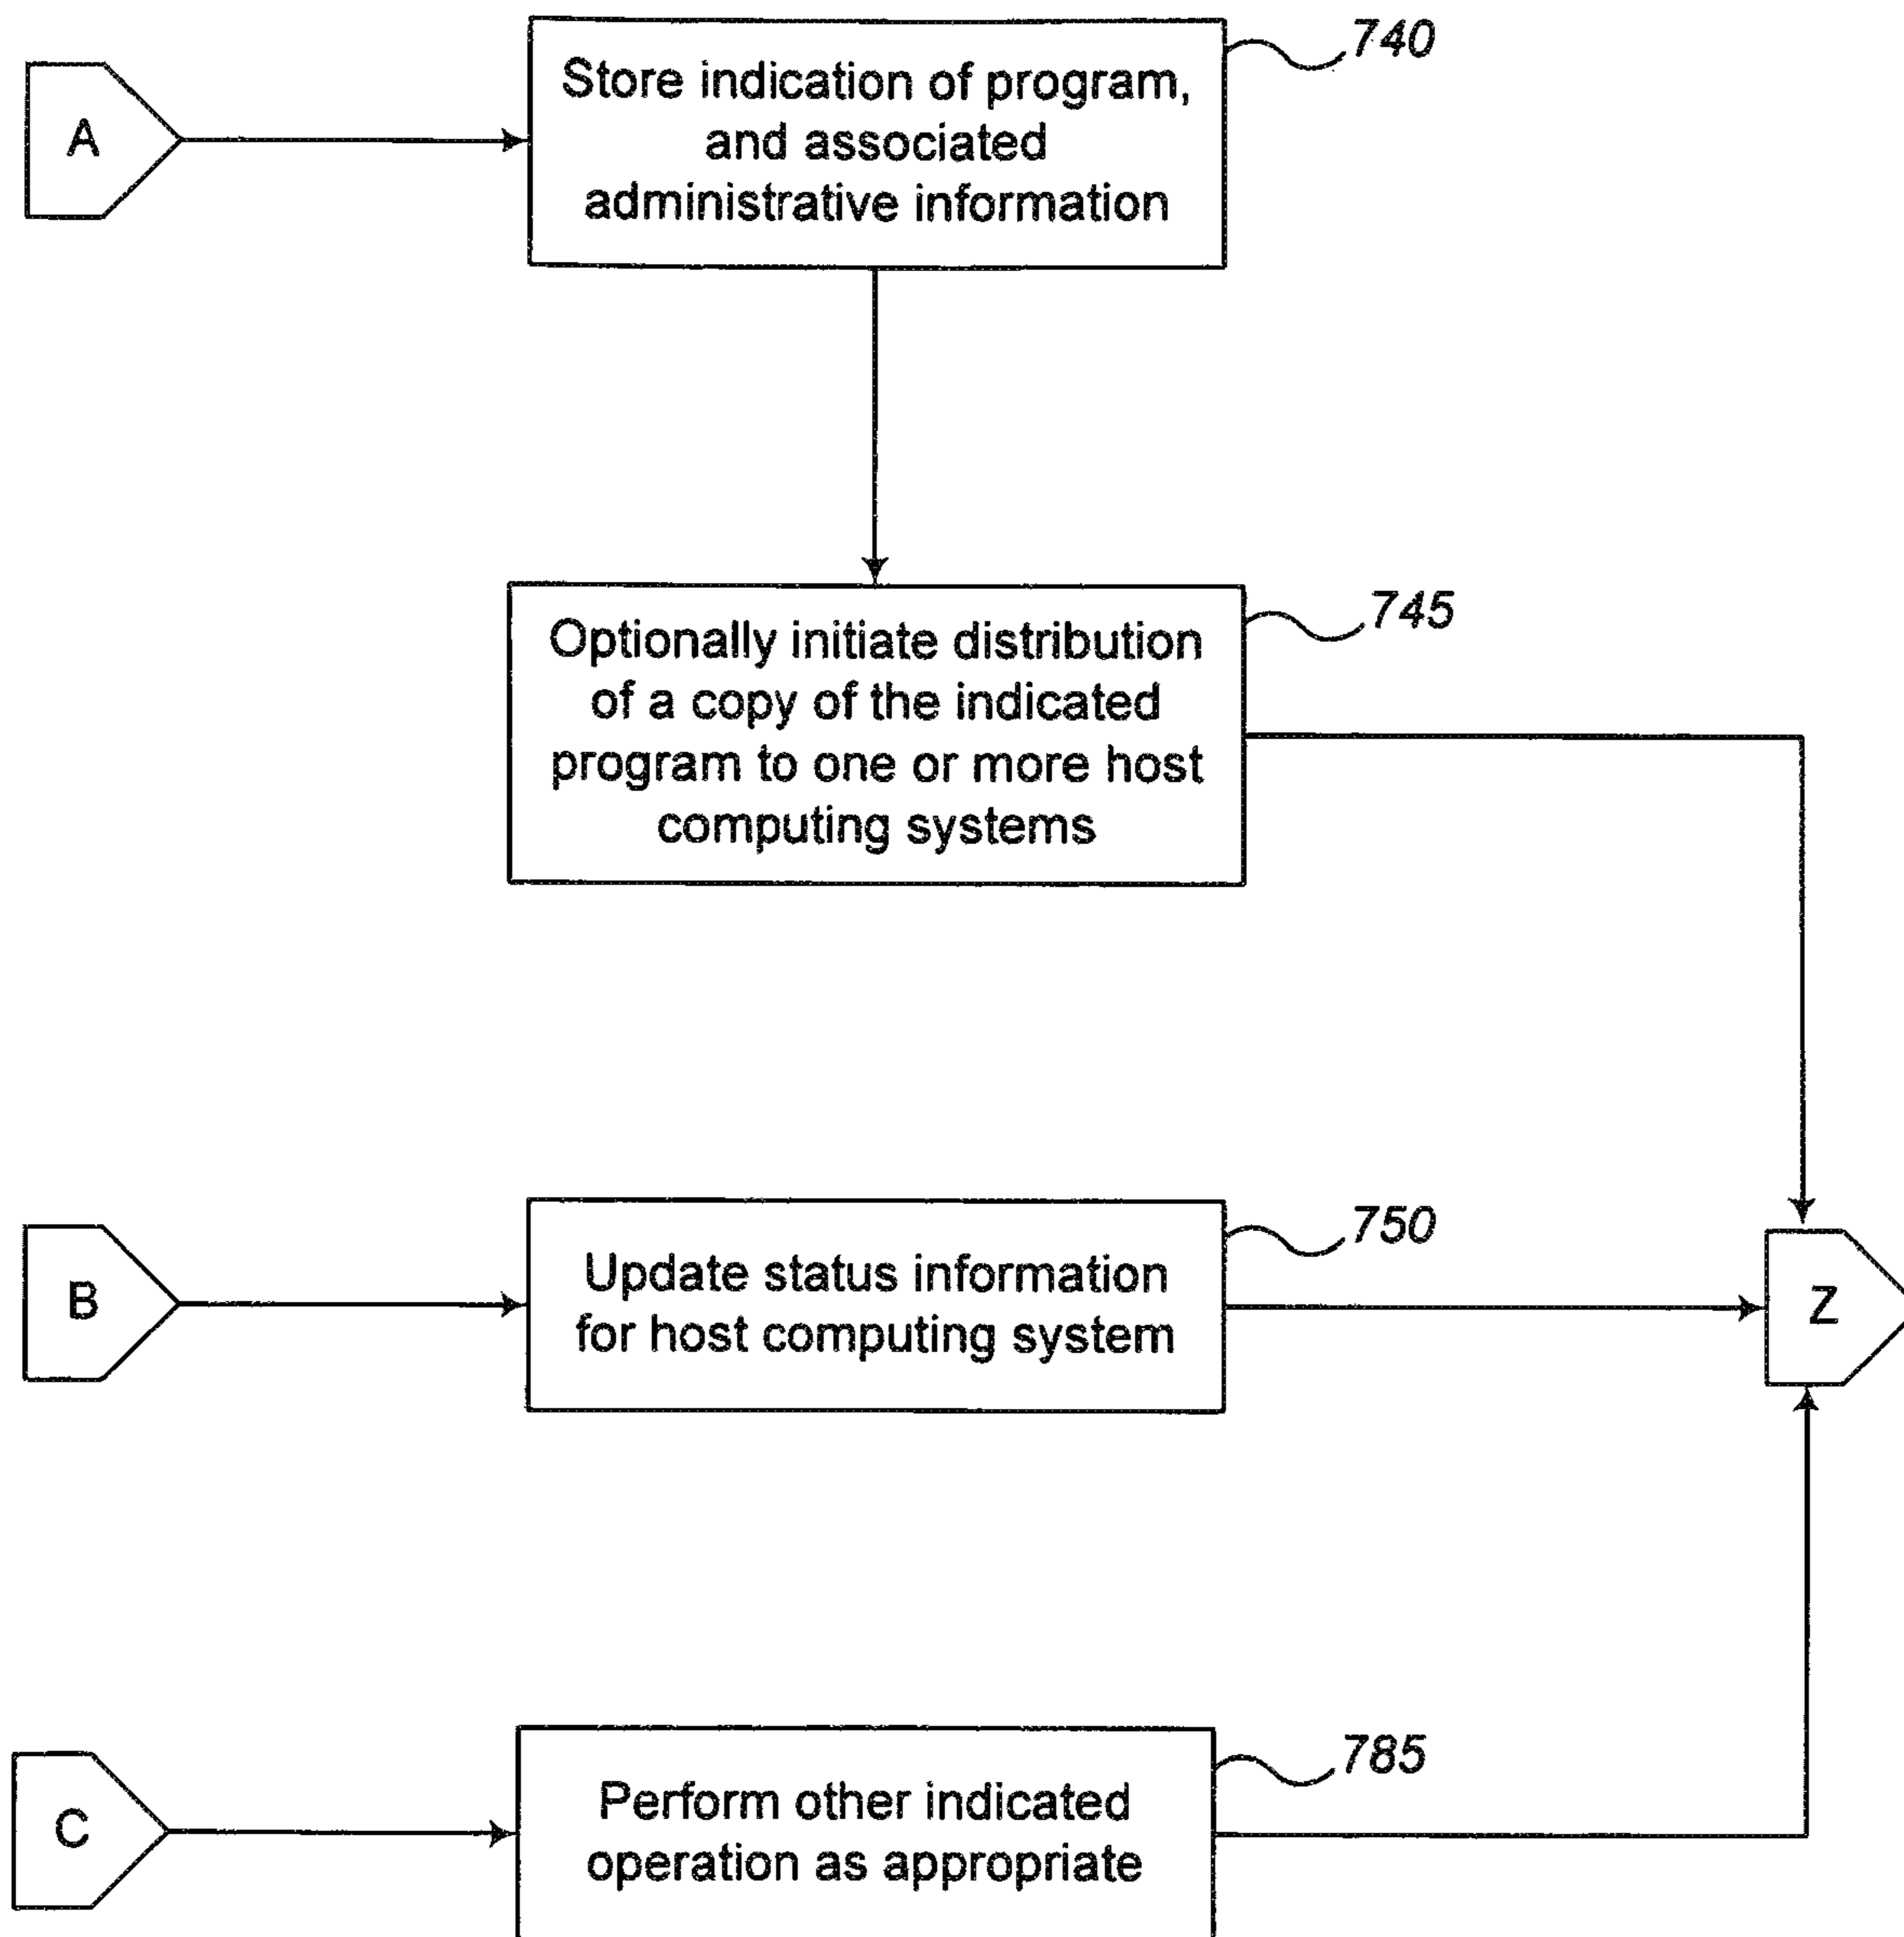 A
Store indication of program,
and associated
administrative information
740
Optionally initiate distribution
of a copy of the indicated
program to one or more host
computing systems
745
B
Update status information
for host computing system
750
Z
C
Perform other indicated
operation as appropriate
785